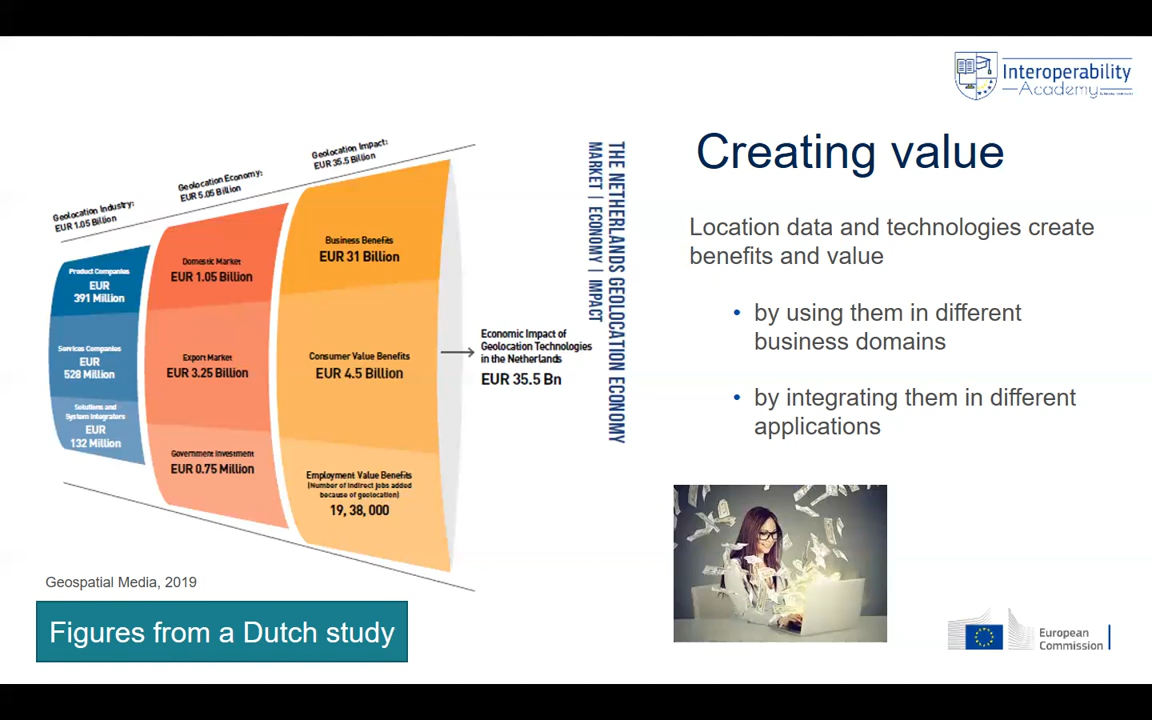 Interoperability
Academy
Creating value
Location data and technologies create
benefits and value
• by using them in different
business domains
• by integrating them in different
applications
Geolocation Industry:
EUR 1.05 Billion
Product Companies
EUR
391 Million
Services Companies
EUR
528 Million
Solutions and
System Integrators
EUR
132 Million
Geolocation Economy:
EUR 5.05 Billion
Domestic Market
EUR 1.05 Billion
Export Market
EUR 3.25 Billion
Government Investment
EUR 0.75 Million
Geolocation Impact:
EUR 35.5 Billion
Business Benefits
EUR 31 Billion
Consumer Value Benefits
EUR 4.5 Billion
Employment Value Benefits
(Number of indirect jobs added
because of geolocation)
19, 38, 000
Economic Impact of
Geolocation Technologies
in the Netherlands
EUR 35.5 Bn
THE NETHERLANDS GEOLOCATION ECONOMY
MARKET | ECONOMY | IMPACT
Geospatial Media, 2019
Figures from a Dutch study
European
Commission